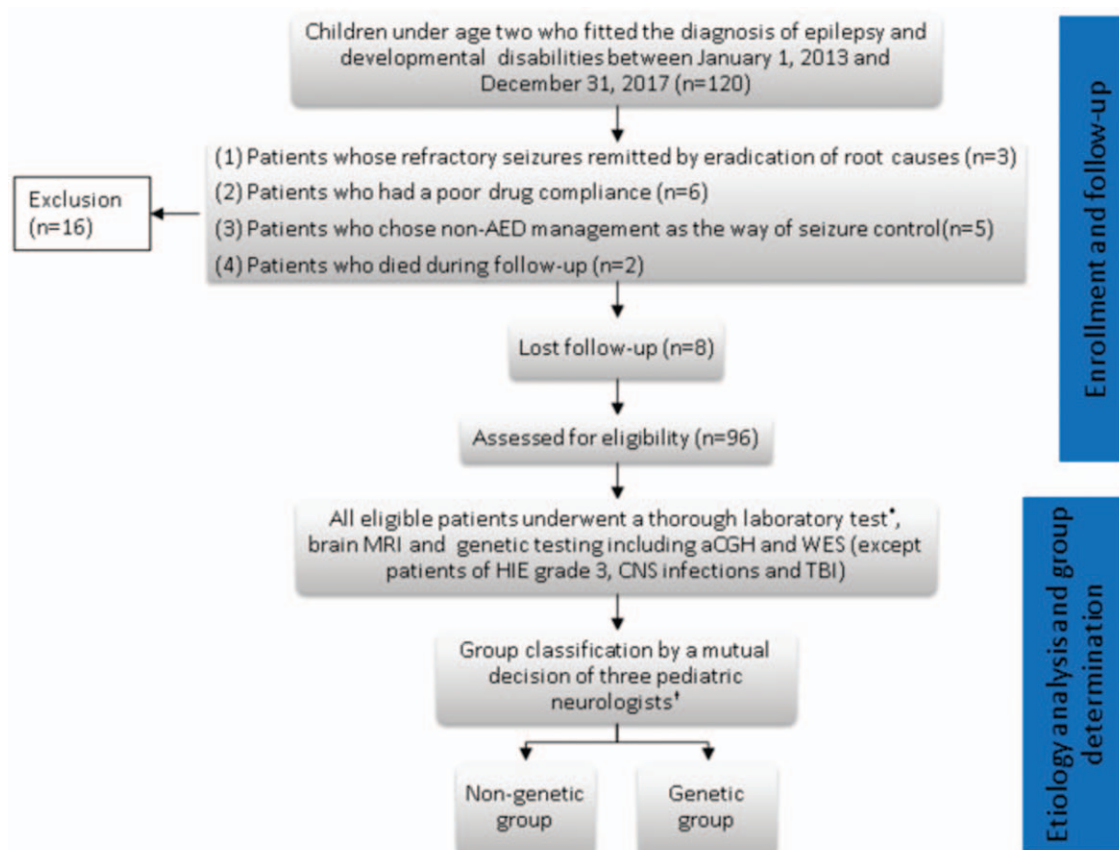 Children under age two who fitted the diagnosis of epilepsy and
developmental disabilities between January 1, 2013 and
December 31, 2017 (n=120)
(1) Patients whose refractory seizures remitted by eradication of root causes (n=3)
(2) Patients who had a poor drug compliance (n=6)
(3) Patients who chose non-AED management as the way of seizure control(n=5)
(4) Patients who died during follow-up (n=2)
Exclusion
(n=16)
Lost follow-up (n=8)
Assessed for eligibility (n=96)
Enrollment and follow-up
All eligible patients underwent a thorough laboratory test*,
brain MRI and genetic testing including aCGH and WES (except
patients of HIE grade 3, CNS infections and TBI)
Group classification by a mutual
decision of three pediatric
neurologists†
Non-genetic
group
Genetic
group
Etiology analysis and group
determination